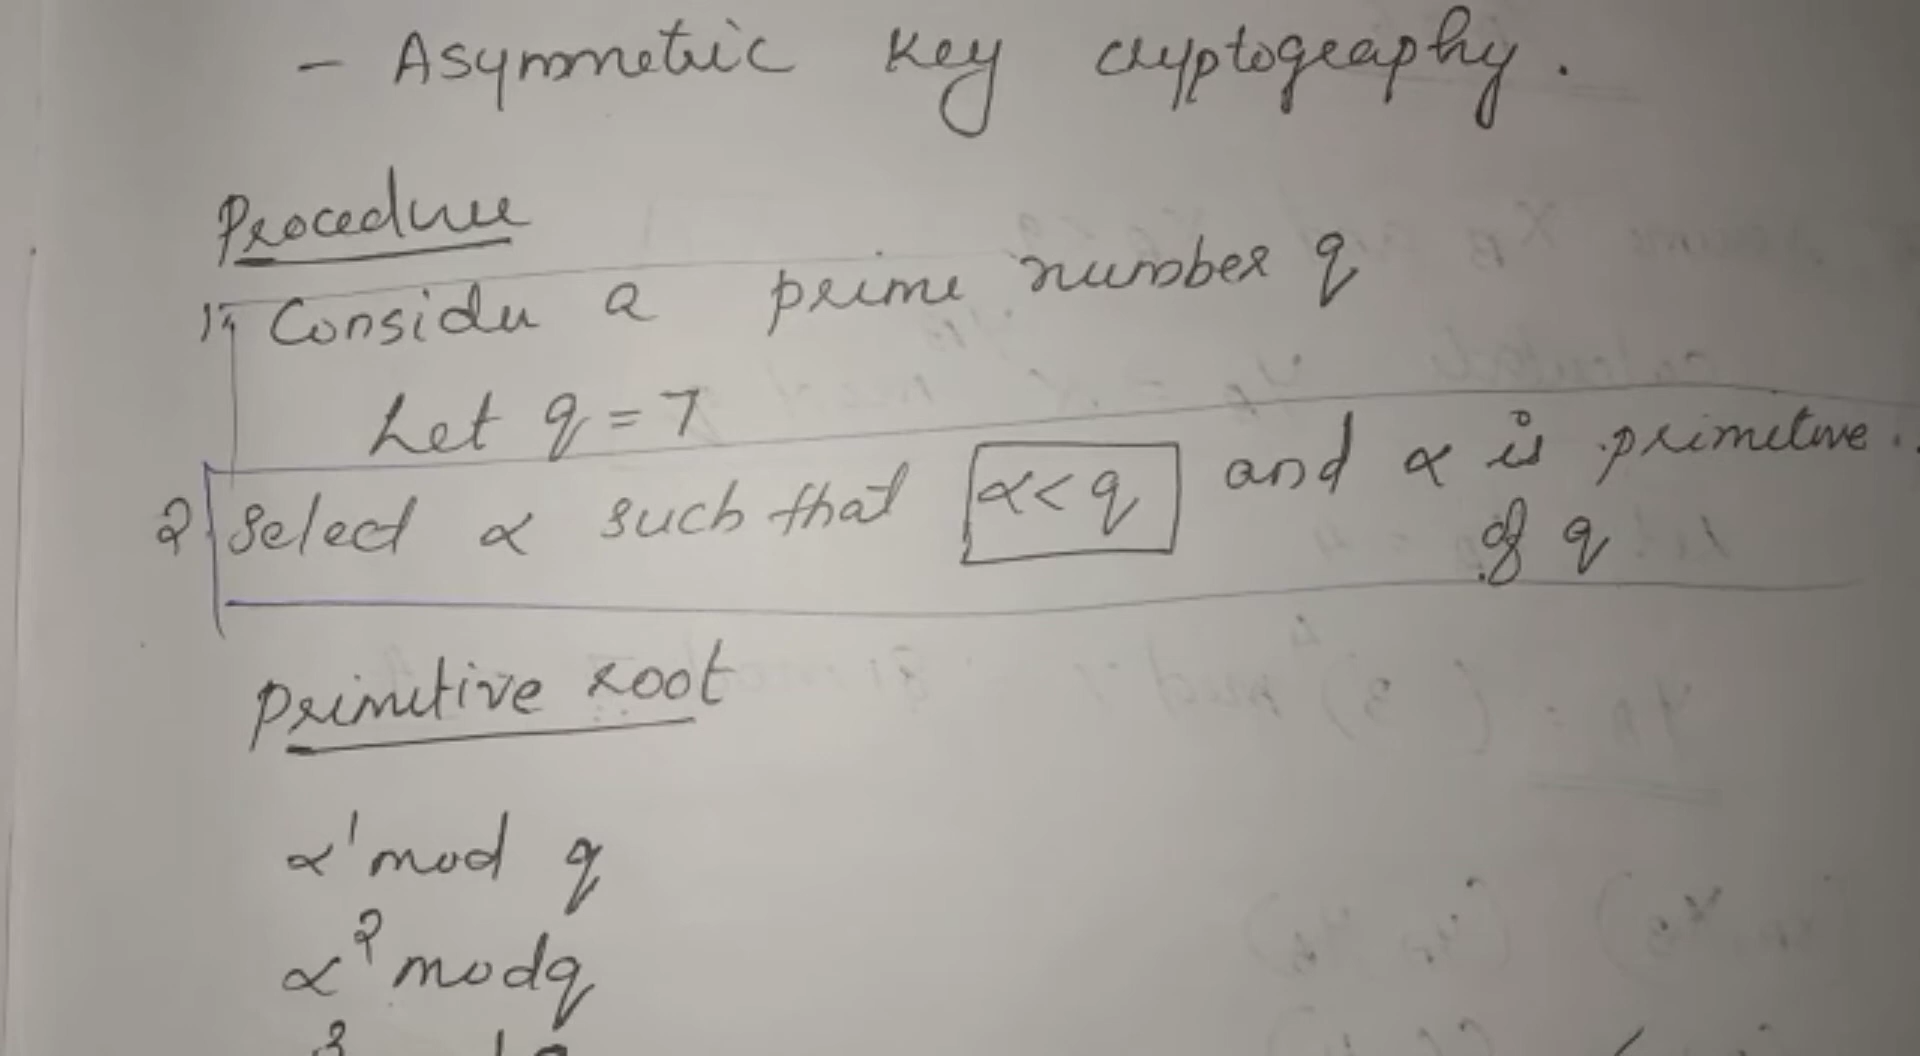 - Asymmetric key cryptography.
Procedure
1, Consider a prime number q
Let q = 7
2 Select α such that α<q and α is primitive.
of q
Primitive root
α¹ mod q
α² mod q